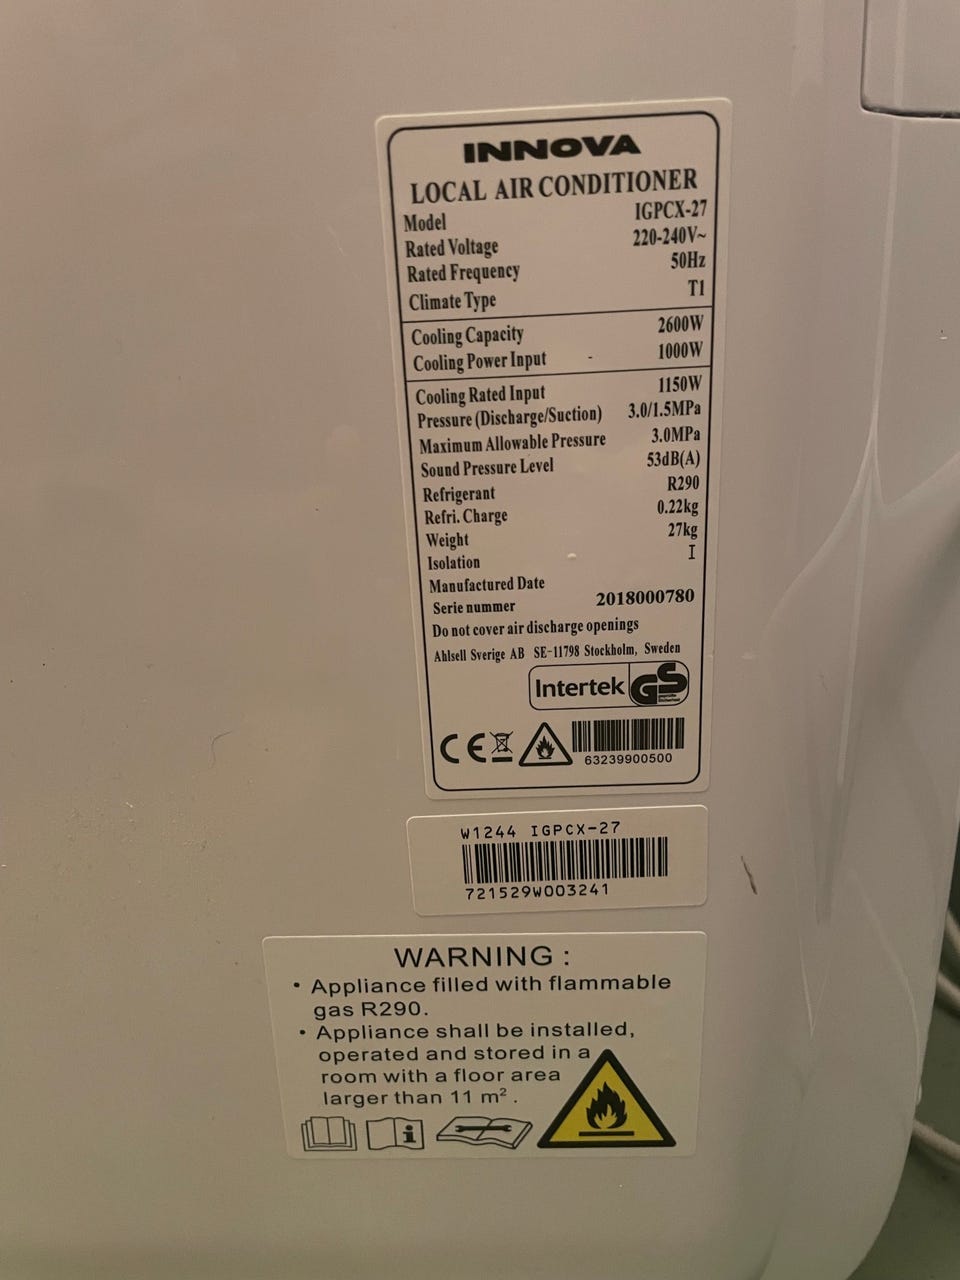 INNOVA
LOCAL AIR CONDITIONER
Model IGPCX-27
Rated Voltage 220-240V~
Rated Frequency 50Hz
Climate Type T1
Cooling Capacity 2600W
Cooling Power Input - 1000W
Cooling Rated Input 1150W
Pressure (Discharge/Suction) 3.0/1.5MPa
Maximum Allowable Pressure 3.0MPa
Sound Pressure Level 53dB(A)
Refrigerant R290
Refri. Charge 0.22kg
Weight 27kg
Isolation I
Manufactured Date
Serie nummer 2018000780
Do not cover air discharge openings
Ahlsell Sverige AB SE-11798 Stockholm, Sweden
Intertek GS
CE
63239900500
W1244 IGPCX-27
721529W003241
WARNING :
• Appliance filled with flammable
gas R290.
• Appliance shall be installed,
operated and stored in a
room with a floor area
larger than 11 m².